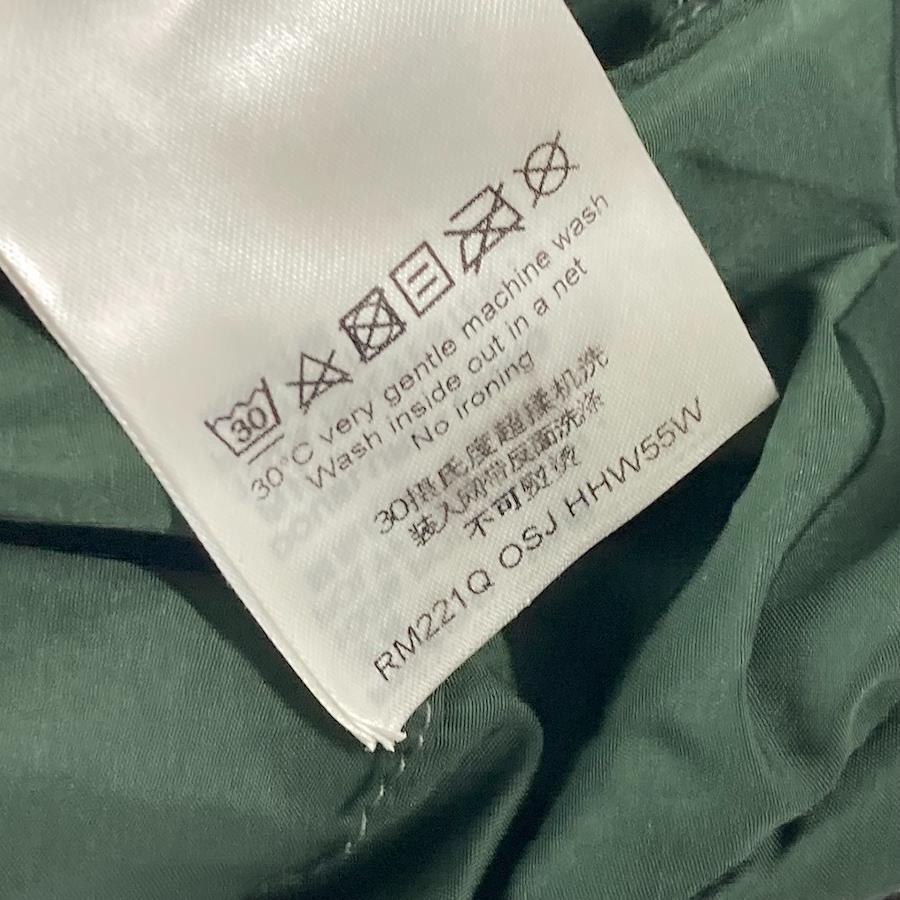 30
30°C very gentle machine wash
Wash inside out in a net
No ironing
30摄氏度超柔机洗
装入网带反面洗涤
不可熨烫
RM221Q OSJ HHW55W